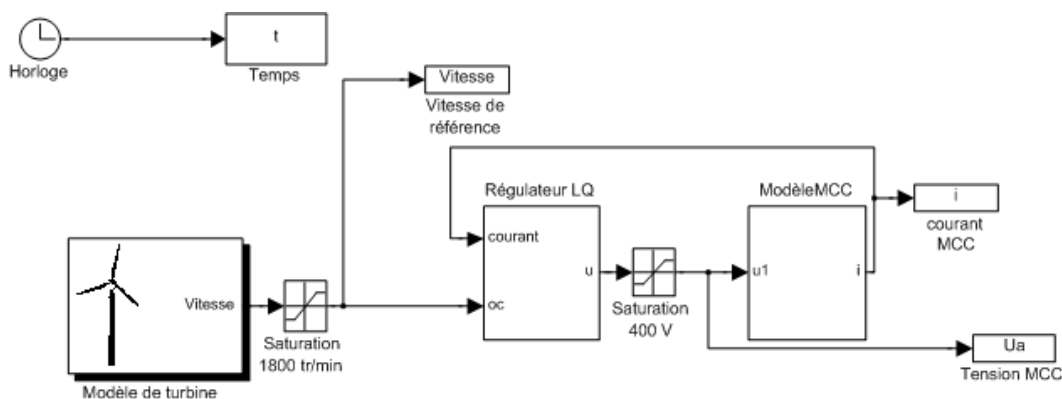 t
Horloge
Temps
Vitesse
Vitesse de
référence
Régulateur LQ
ModèleMCC
i
courant
MCC
courant
u
u1
i
oc
Vitesse
Saturation
1800 tr/min
Saturation
400 V
Ua
Tension MCC
Modèle de turbine